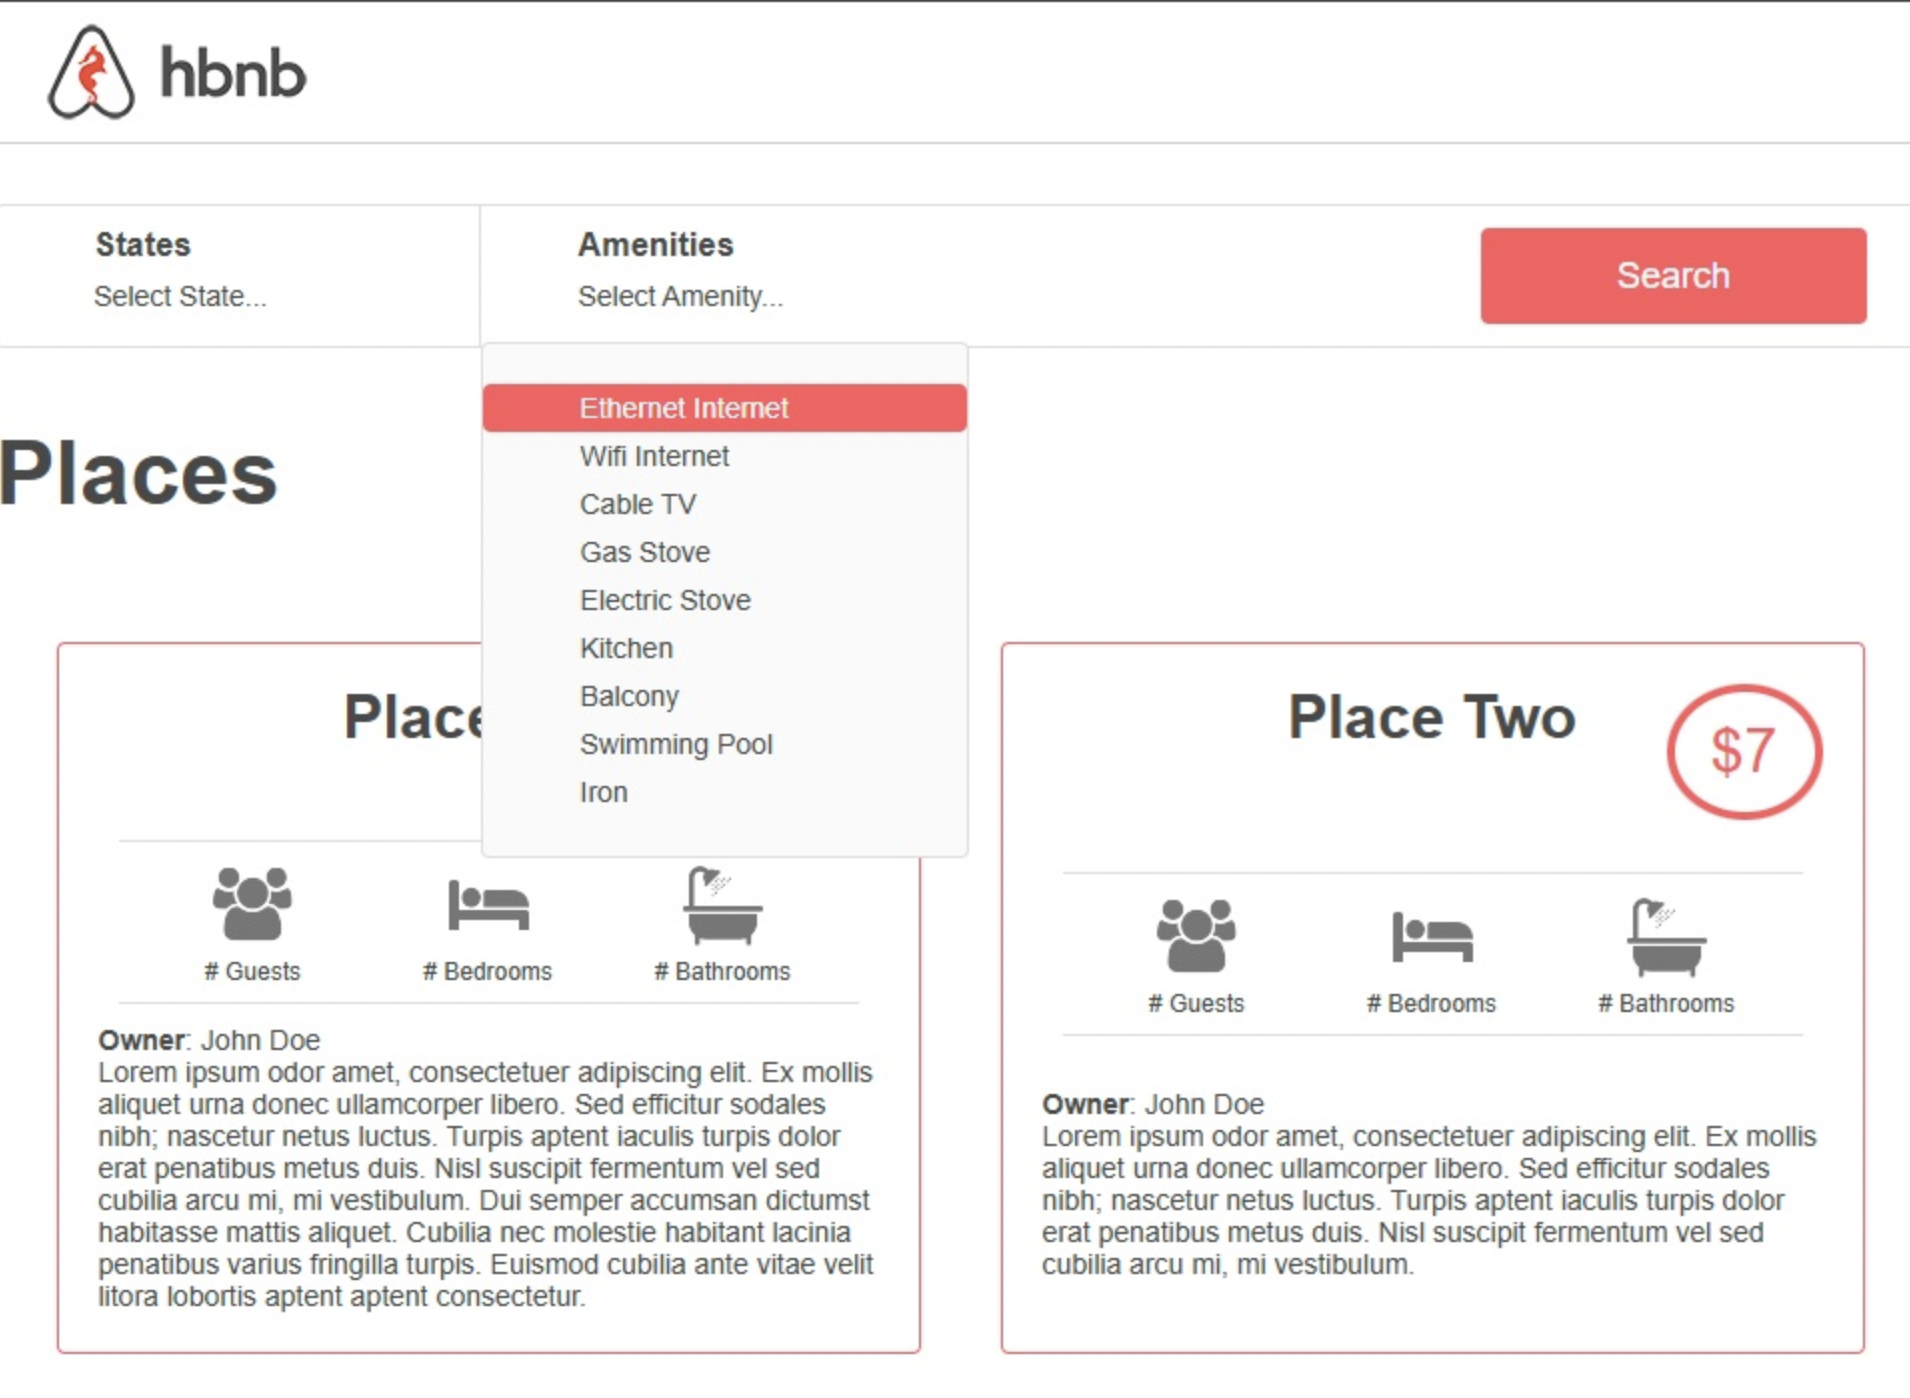 hbnb
States
Select State...
Amenities
Select Amenity...
Search
Ethernet Internet
Wifi Internet
Cable TV
Gas Stove
Electric Stove
Kitchen
Balcony
Swimming Pool
Iron
Places
Place
# Guests
# Bedrooms
# Bathrooms
Owner: John Doe
Lorem ipsum odor amet, consectetuer adipiscing elit. Ex mollis
aliquet urna donec ullamcorper libero. Sed efficitur sodales
nibh; nascetur netus luctus. Turpis aptent iaculis turpis dolor
erat penatibus metus duis. Nisl suscipit fermentum vel sed
cubilia arcu mi, mi vestibulum. Dui semper accumsan dictumst
habitasse mattis aliquet. Cubilia nec molestie habitant lacinia
penatibus varius fringilla turpis. Euismod cubilia ante vitae velit
litora lobortis aptent aptent consectetur.
Place Two
$7
# Guests
# Bedrooms
# Bathrooms
Owner: John Doe
Lorem ipsum odor amet, consectetuer adipiscing elit. Ex mollis
aliquet urna donec ullamcorper libero. Sed efficitur sodales
nibh; nascetur netus luctus. Turpis aptent iaculis turpis dolor
erat penatibus metus duis. Nisl suscipit fermentum vel sed
cubilia arcu mi, mi vestibulum.